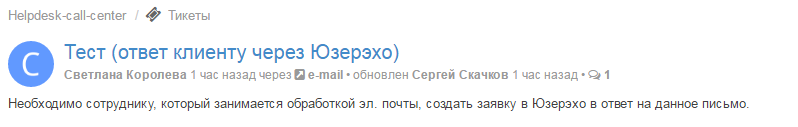 Helpdesk-call-center / Тикеты
Тест (ответ клиенту через Юзерэхо)
С
Светлана Королева 1 час назад через e-mail • обновлен Сергей Скачков 1 час назад • 1
Необходимо сотруднику, который занимается обработкой эл. почты, создать заявку в Юзерэхо в ответ на данное письмо.